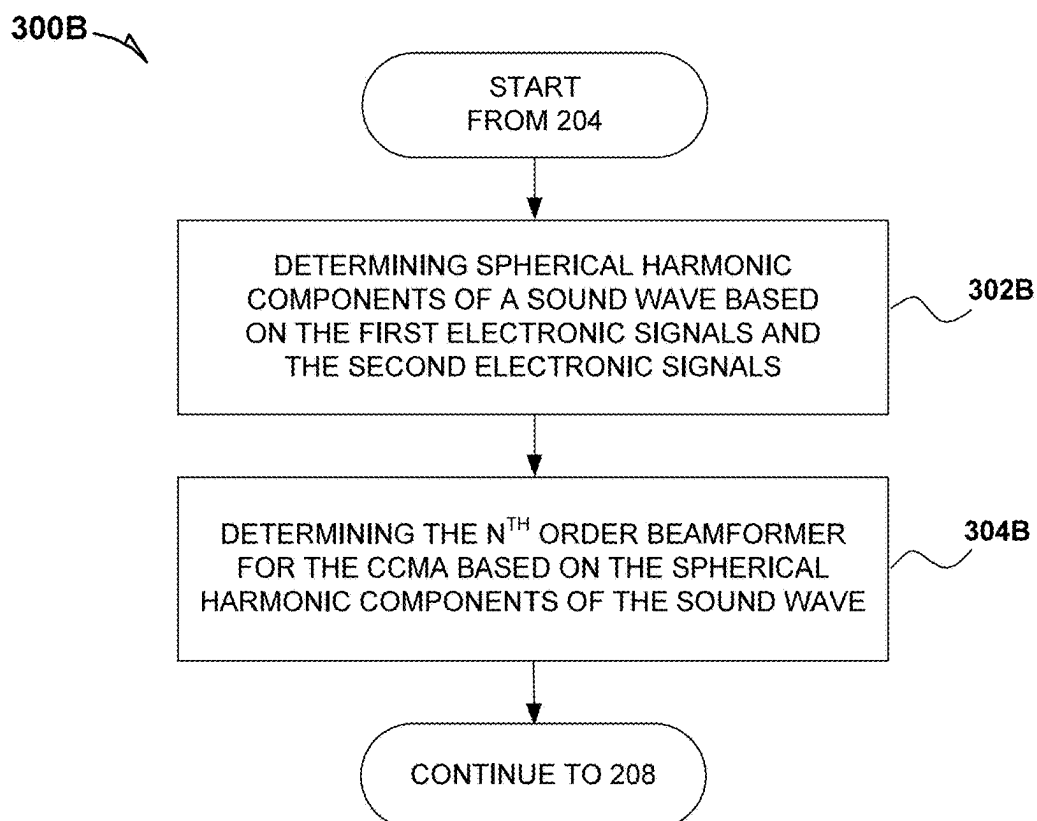 300B
START
FROM 204
DETERMINING SPHERICAL HARMONIC
COMPONENTS OF A SOUND WAVE BASED
ON THE FIRST ELECTRONIC SIGNALS AND
THE SECOND ELECTRONIC SIGNALS
302B
DETERMINING THE N^TH ORDER BEAMFORMER
FOR THE CCMA BASED ON THE SPHERICAL
HARMONIC COMPONENTS OF THE SOUND WAVE
304B
CONTINUE TO 208